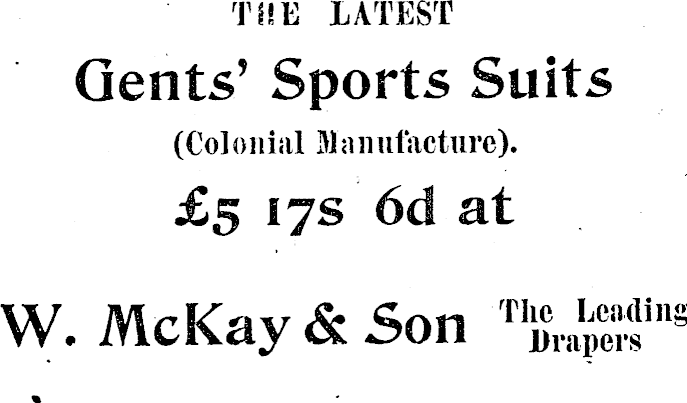 THE LATEST
Gents' Sports Suits
(Colonial Manufacture).
£5 17s 6d at
W. McKay & Son The Leading
Drapers